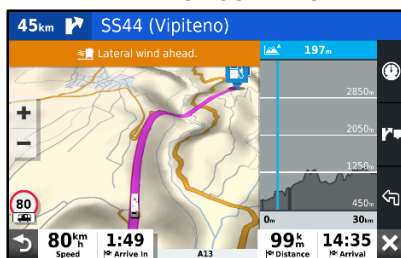 45km SS44 (Vipiteno)
Lateral wind ahead.
197m
2850m
2050m
1250m
450m
0m 30km
+
-
80
80km/h 1:49 99km 14:35
Speed Arrive In A13 Distance Arrival